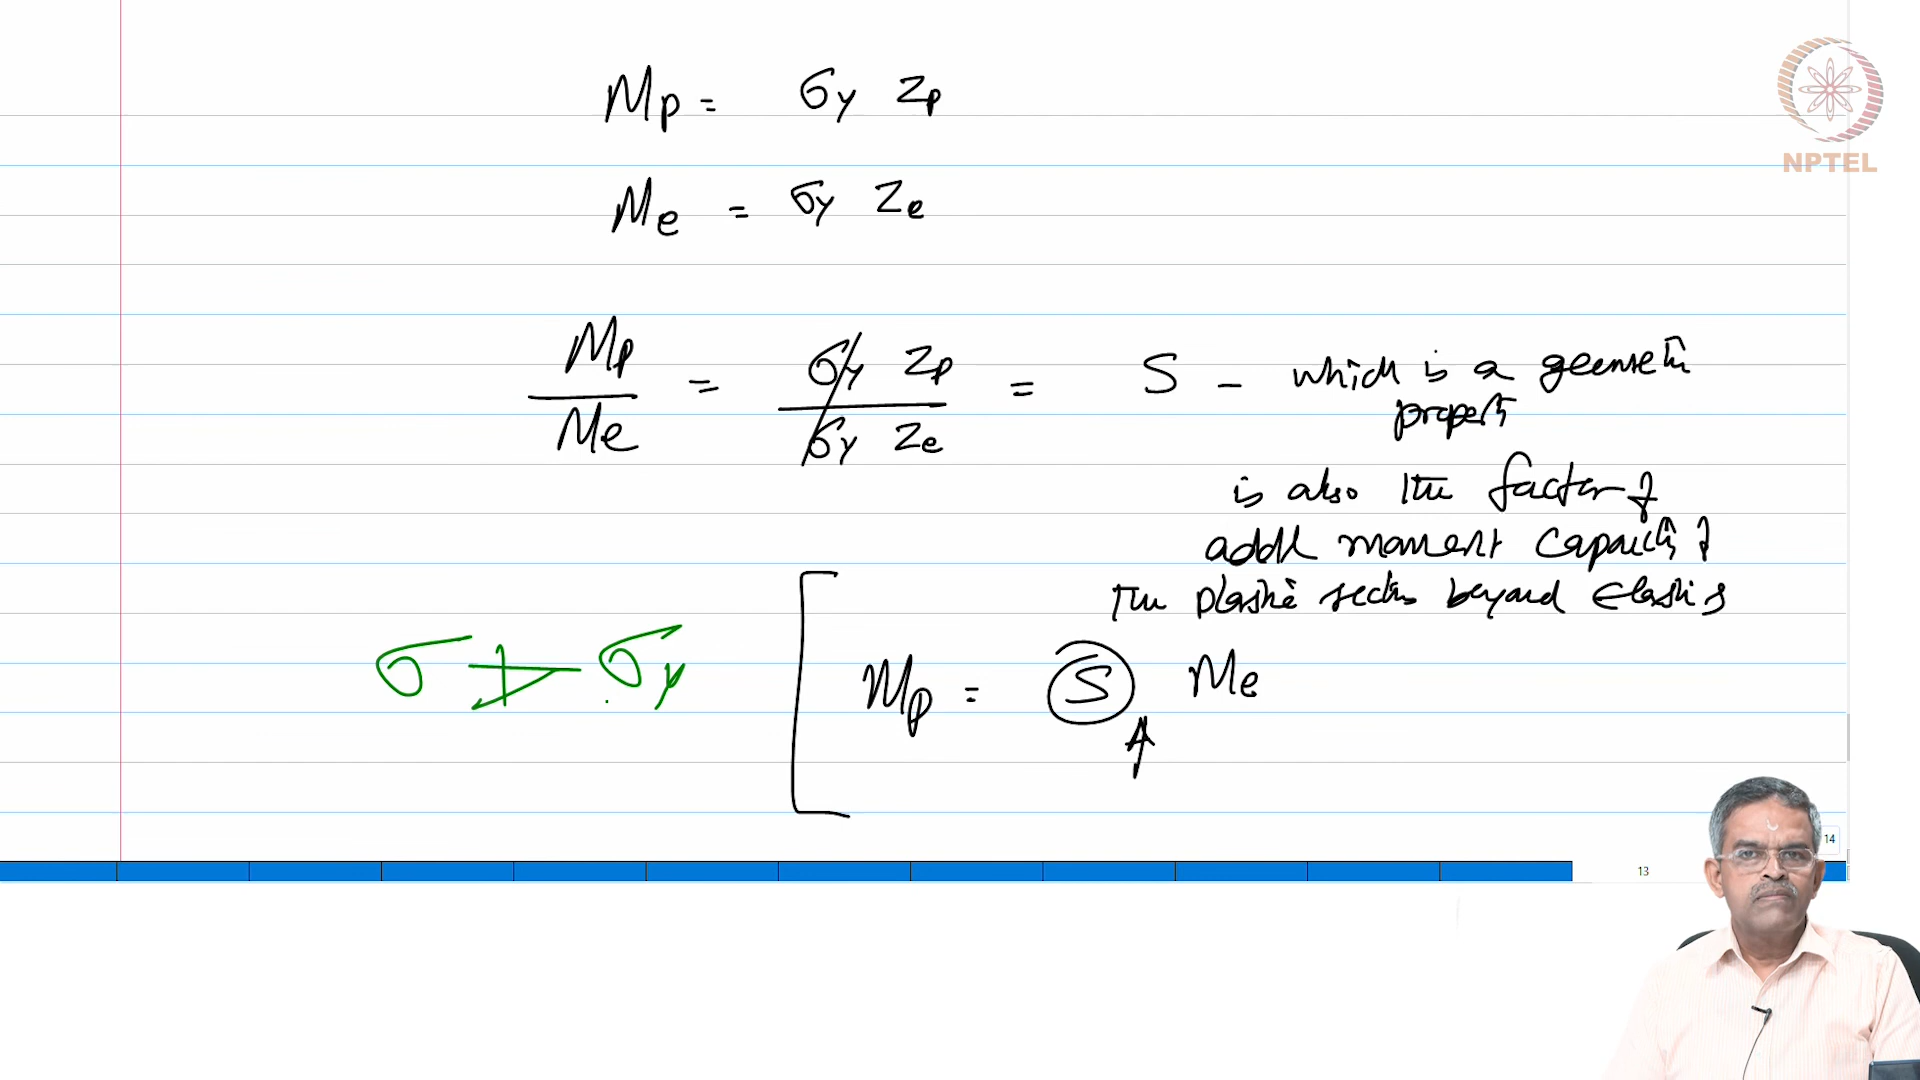 Mp = σy Zp
NPTEL
Me = σy Ze
Mp / Me = σy Zp / σy Ze = S - which is a geometric
property
is also the factor of
addl moment capacity of
the plastic section beyond elastic
σ ≯ σy
Mp = S Me
14
13